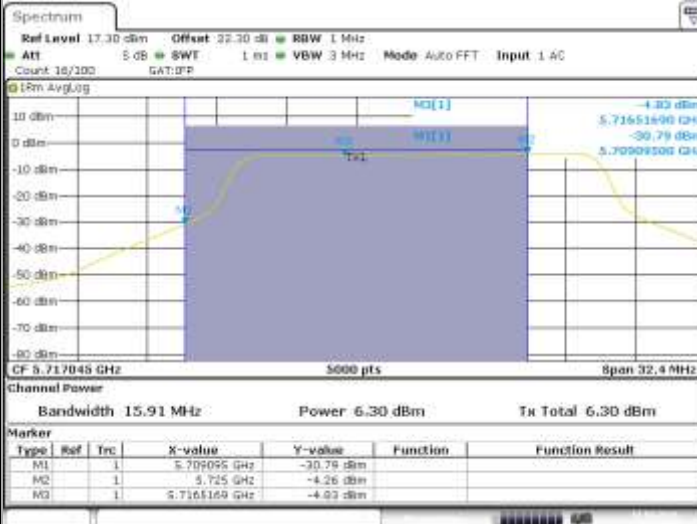 Spectrum
Ref Level 17.30 dBm Offset 22.30 dB RBW 1 MHz
Att 5 dB SWT 1 ms VBW 3 MHz Mode Auto FFT Input 1 AC
Count 16/100 GAT:IFP
1Rm AvgLog
M3[1] -4.83 dBm
5.71651690 GHz
10 dBm
M1[1] -30.79 dBm
5.70909500 GHz
0 dBm
Tx1
-10 dBm
-20 dBm
-30 dBm
-40 dBm
-50 dBm
-60 dBm
-70 dBm
-80 dBm
CF 5.717045 GHz 5000 pts Span 32.4 MHz
Channel Power
Bandwidth 15.91 MHz Power 6.30 dBm Tx Total 6.30 dBm
Marker
Type Ref Trc X-value Y-value Function Function Result
M1 1 5.709095 GHz -30.79 dBm
M2 1 5.725 GHz -4.26 dBm
M3 1 5.7165169 GHz -4.83 dBm